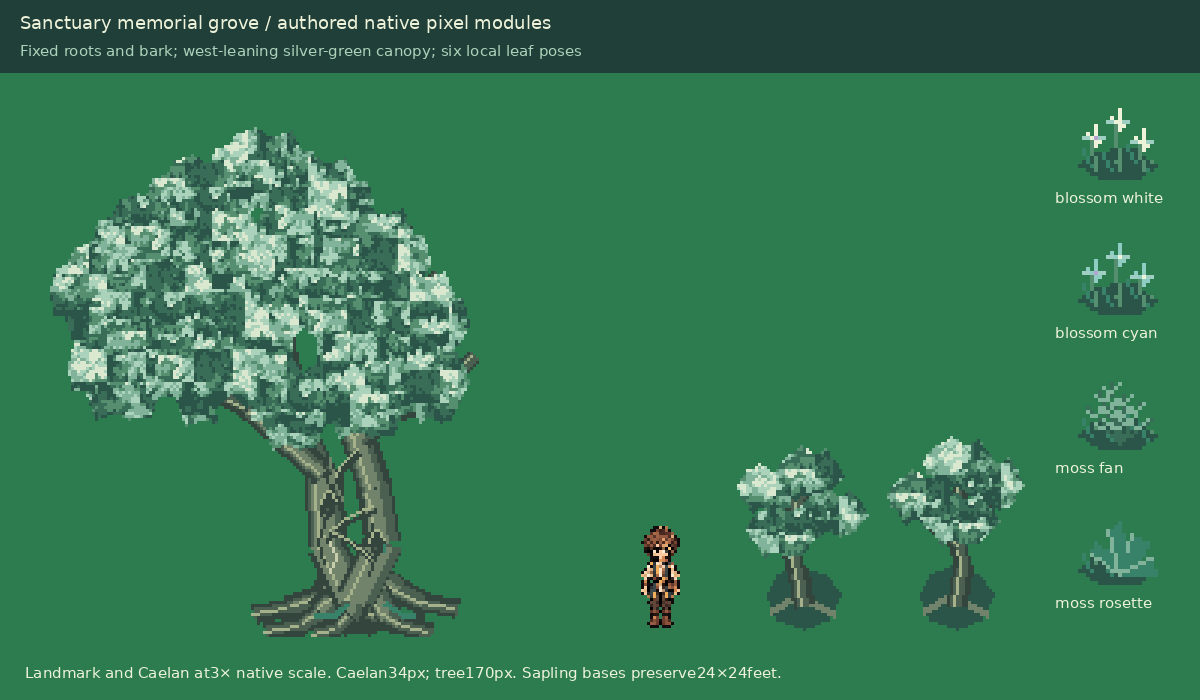 Sanctuary memorial grove / authored native pixel modules
Fixed roots and bark; west-leaning silver-green canopy; six local leaf poses
blossom white
blossom cyan
moss fan
moss rosette
Landmark and Caelan at3× native scale. Caelan34px; tree170px. Sapling bases preserve24×24feet.